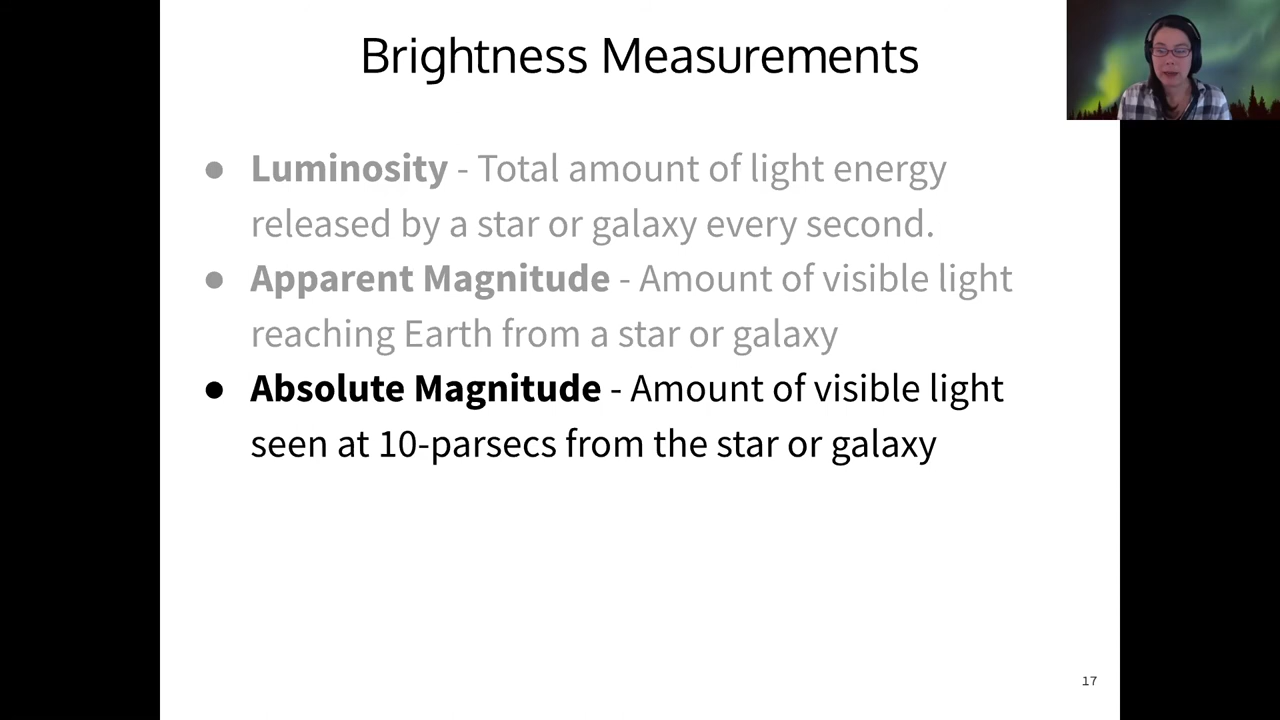 Brightness Measurements
● Luminosity - Total amount of light energy
released by a star or galaxy every second.
● Apparent Magnitude - Amount of visible light
reaching Earth from a star or galaxy
● Absolute Magnitude - Amount of visible light
seen at 10-parsecs from the star or galaxy
17